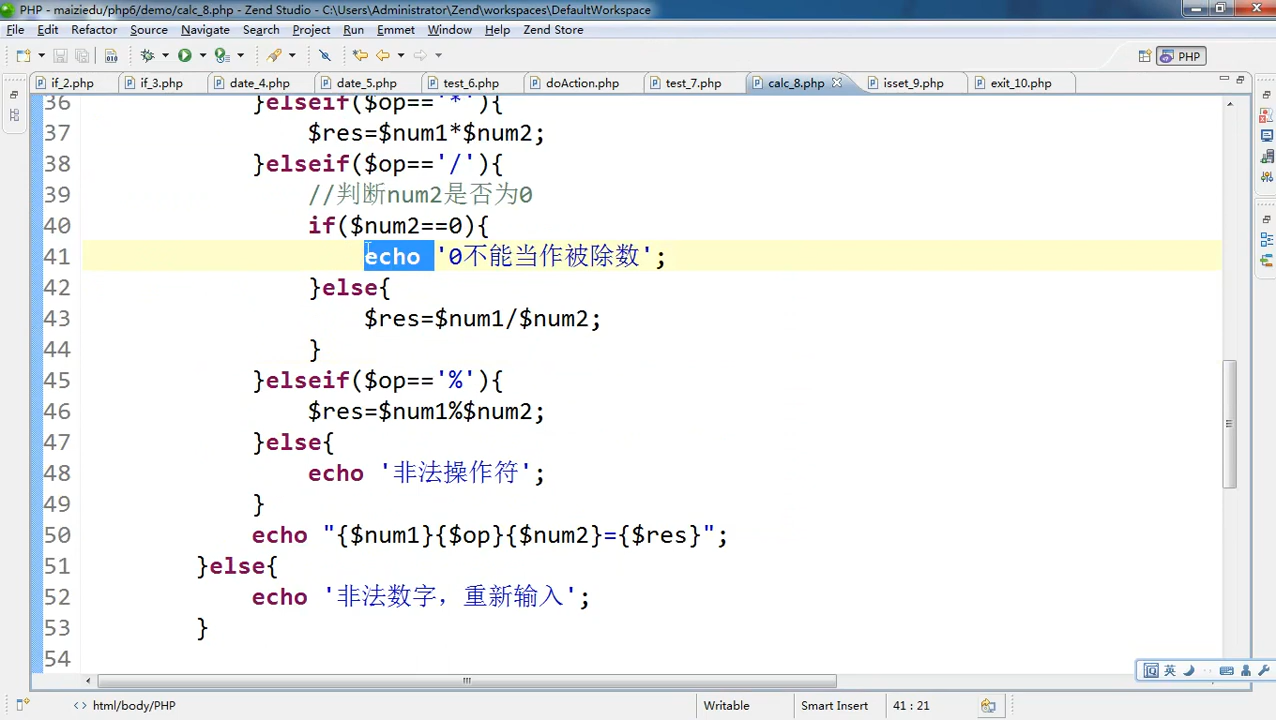 PHP - maiziedu/php6/demo/calc_8.php - Zend Studio - C:\Users\Administrator\Zend\workspaces\DefaultWorkspace
File Edit Refactor Source Navigate Search Project Run Emmet Window Help Zend Store
PHP
if_2.php if_3.php date_4.php date_5.php test_6.php doAction.php test_7.php calc_8.php isset_9.php exit_10.php
36 }elseif($op=='*'){
37 $res=$num1*$num2;
38 }elseif($op=='/'){
39 //判断num2是否为0
40 if($num2==0){
41 echo '0不能当作被除数';
42 }else{
43 $res=$num1/$num2;
44 }
45 }elseif($op=='%'){
46 $res=$num1%$num2;
47 }else{
48 echo '非法操作符';
49 }
50 echo "{$num1}{$op}{$num2}={$res}";
51 }else{
52 echo '非法数字，重新输入';
53 }
54
英
<> html/body/PHP Writable Smart Insert 41 : 21